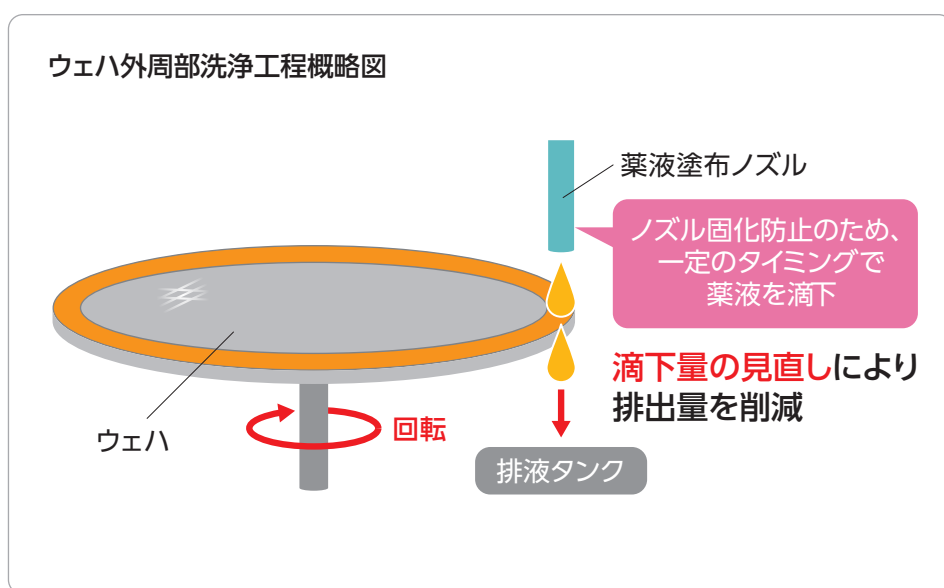 ウェハ外周部洗浄工程概略図
薬液塗布ノズル
ノズル固化防止のため、
一定のタイミングで
薬液を滴下
滴下量の見直しにより
排出量を削減
ウェハ
回転
排液タンク